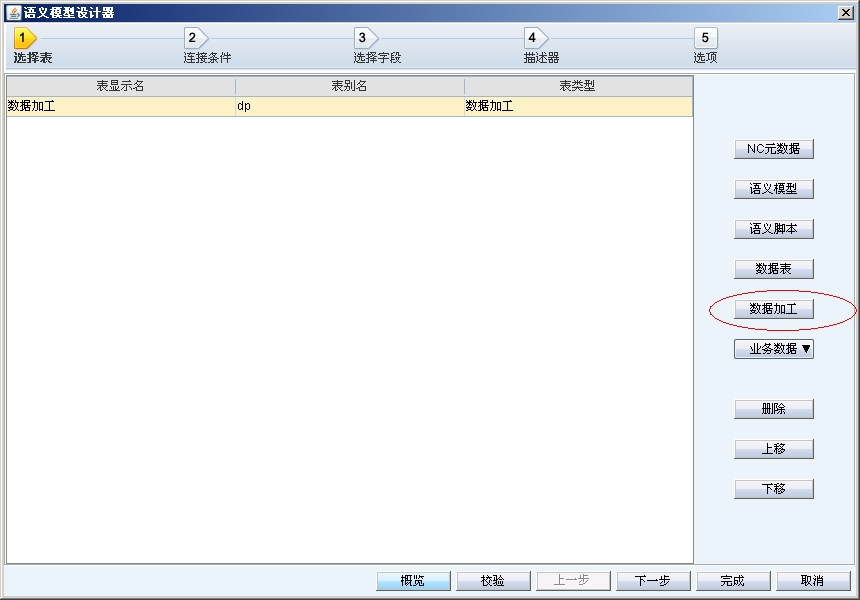 语义模型设计器
1 2 3 4 5
选择表 连接条件 选择字段 描述器 选项
表显示名 表别名 表类型
数据加工 dp 数据加工
NC元数据
语义模型
语义脚本
数据表
数据加工
业务数据▼
删除
上移
下移
概览 校验 上一步 下一步 完成 取消